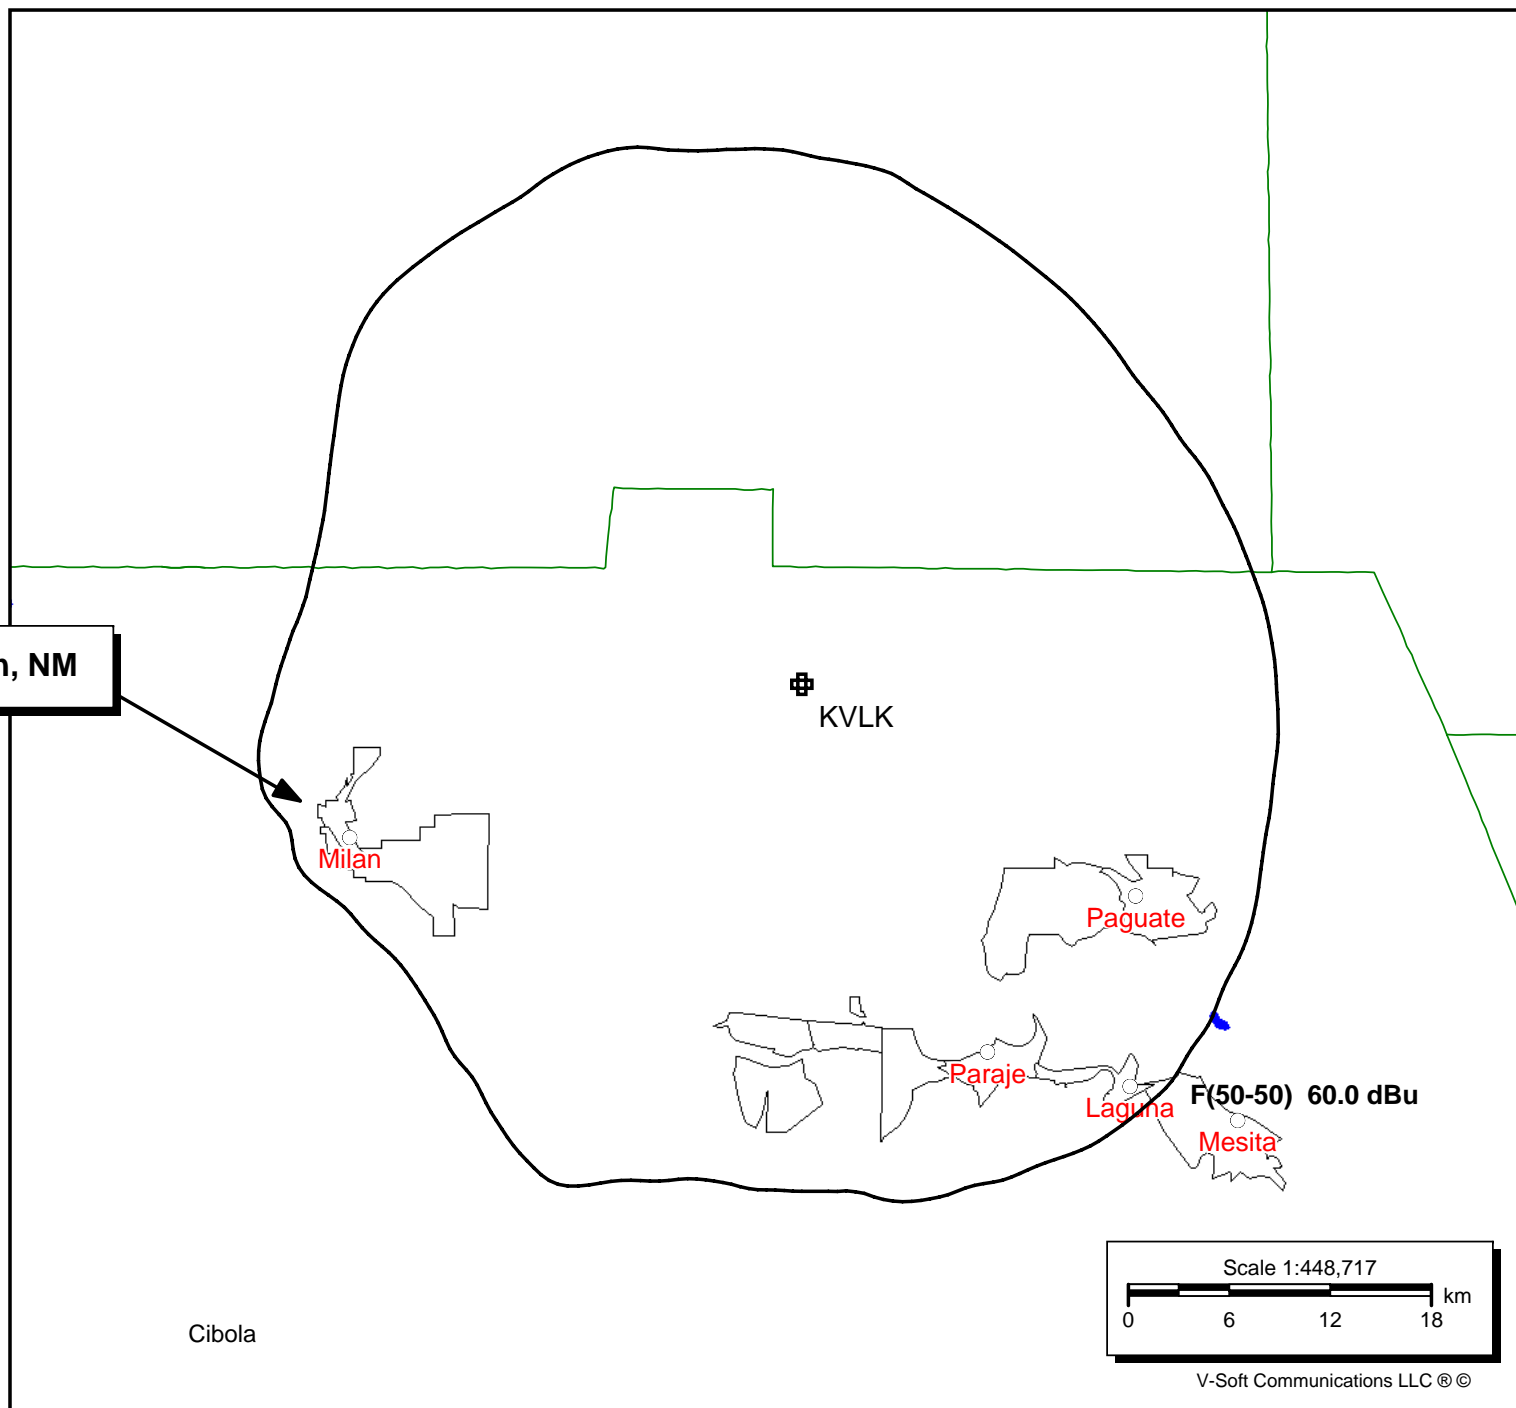 NM
KVLK
Milan
Paguate
Paraje
Laguna
F(50-50) 60.0 dBu
Mesita
Scale 1:448,717
km
0 6 12 18
Cibola
V-Soft Communications LLC ® ©